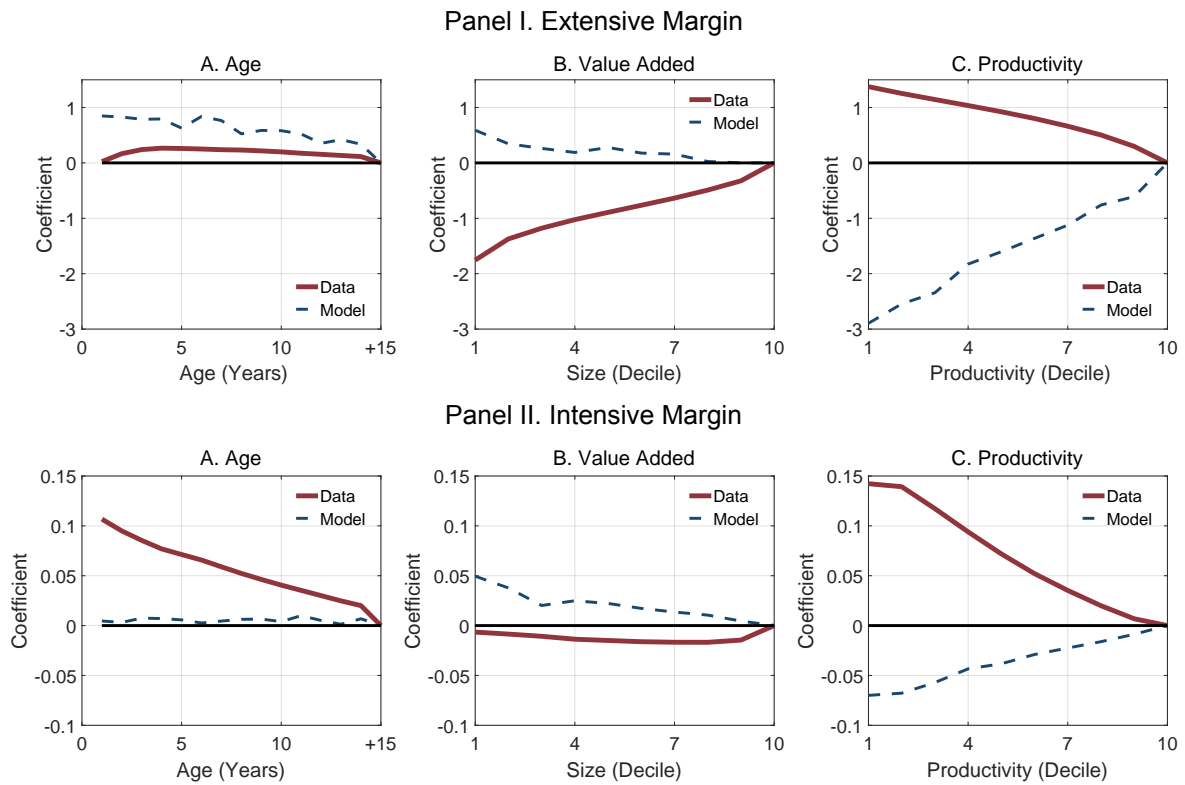 Panel I. Extensive Margin
A. Age
Coefficient
1
0
-1
-2
-3
Data
Model
0
5
10
+15
Age (Years)
B. Value Added
Coefficient
1
0
-1
-2
-3
Data
Model
1
4
7
10
Size (Decile)
C. Productivity
Coefficient
1
0
-1
-2
-3
Data
Model
1
4
7
10
Productivity (Decile)
Panel II. Intensive Margin
A. Age
Coefficient
0.15
0.1
0.05
0
-0.05
-0.1
Data
Model
0
5
10
+15
Age (Years)
B. Value Added
Coefficient
0.15
0.1
0.05
0
-0.05
-0.1
Data
Model
1
4
7
10
Size (Decile)
C. Productivity
Coefficient
0.15
0.1
0.05
0
-0.05
-0.1
Data
Model
1
4
7
10
Productivity (Decile)